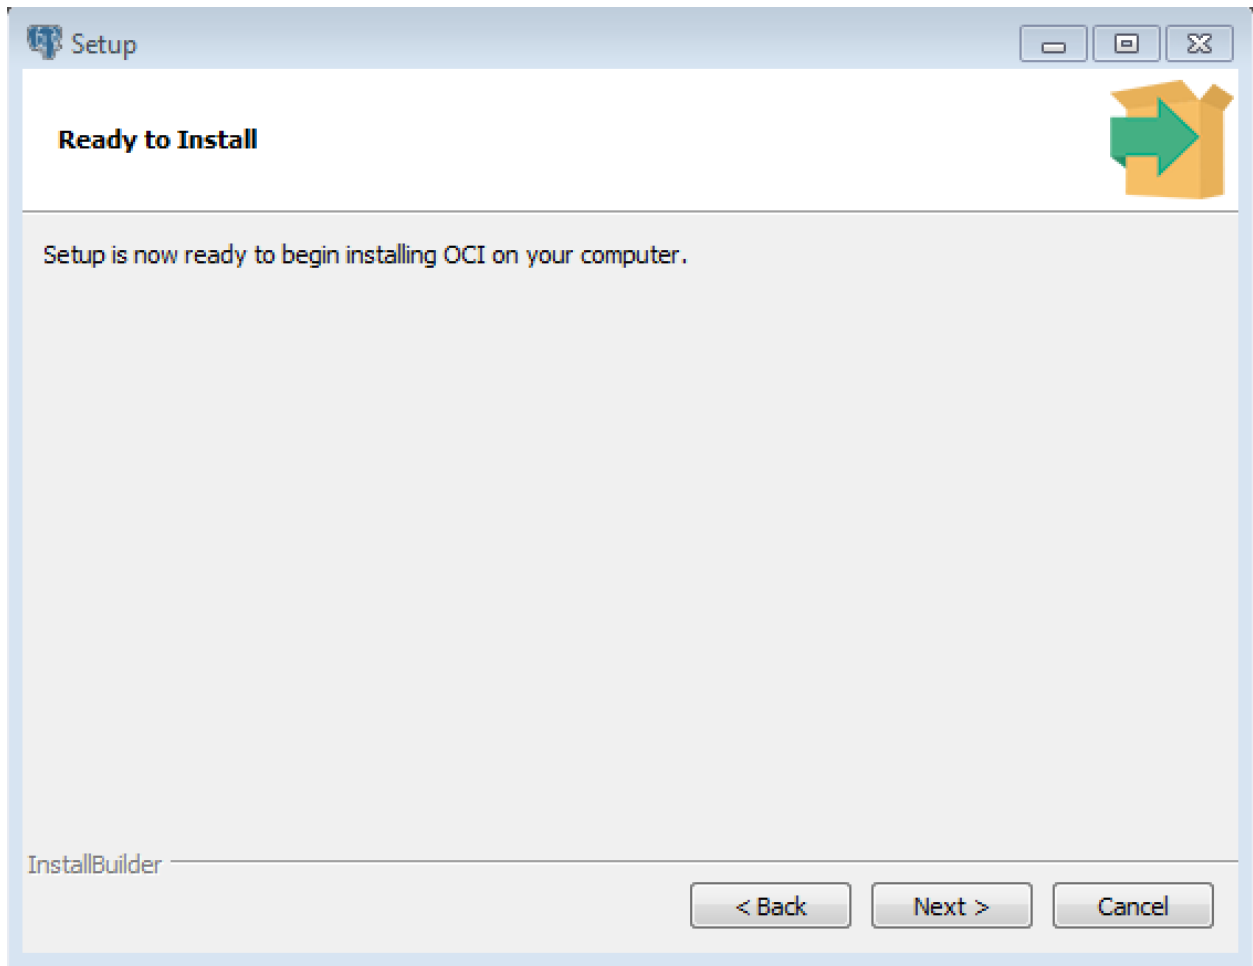 Setup
Ready to Install
Setup is now ready to begin installing OCI on your computer.
InstallBuilder
< Back
Next >
Cancel